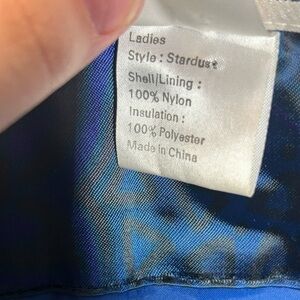 Ladies
Style : Stardust
Shell/Lining :
100% Nylon
Insulation :
100% Polyester
Made in China